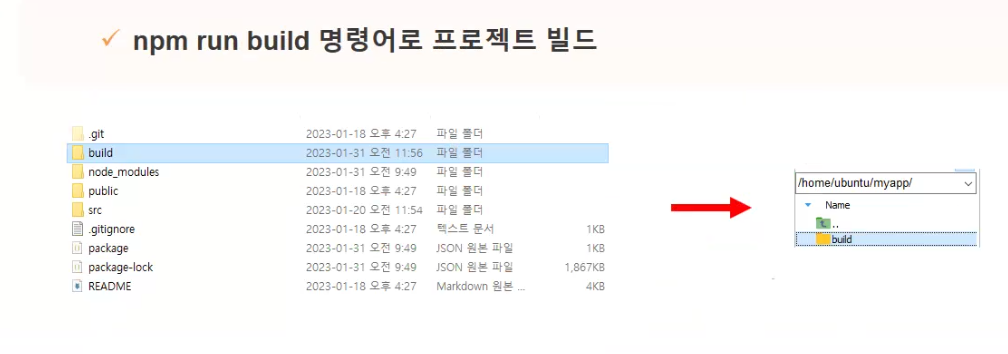 npm run build 명령어로 프로젝트 빌드
.git 2023-01-18 오후 4:27 파일 폴더
build 2023-01-31 오전 11:56 파일 폴더
node_modules 2023-01-31 오전 9:49 파일 폴더
public 2023-01-18 오후 4:27 파일 폴더
src 2023-01-20 오전 11:54 파일 폴더
.gitignore 2023-01-18 오후 4:27 텍스트 문서 1KB
package 2023-01-31 오전 9:49 JSON 원본 파일 1KB
package-lock 2023-01-31 오전 9:49 JSON 원본 파일 1,867KB
README 2023-01-18 오후 4:27 Markdown 원본 ... 4KB
/home/ubuntu/myapp/
Name
..
build